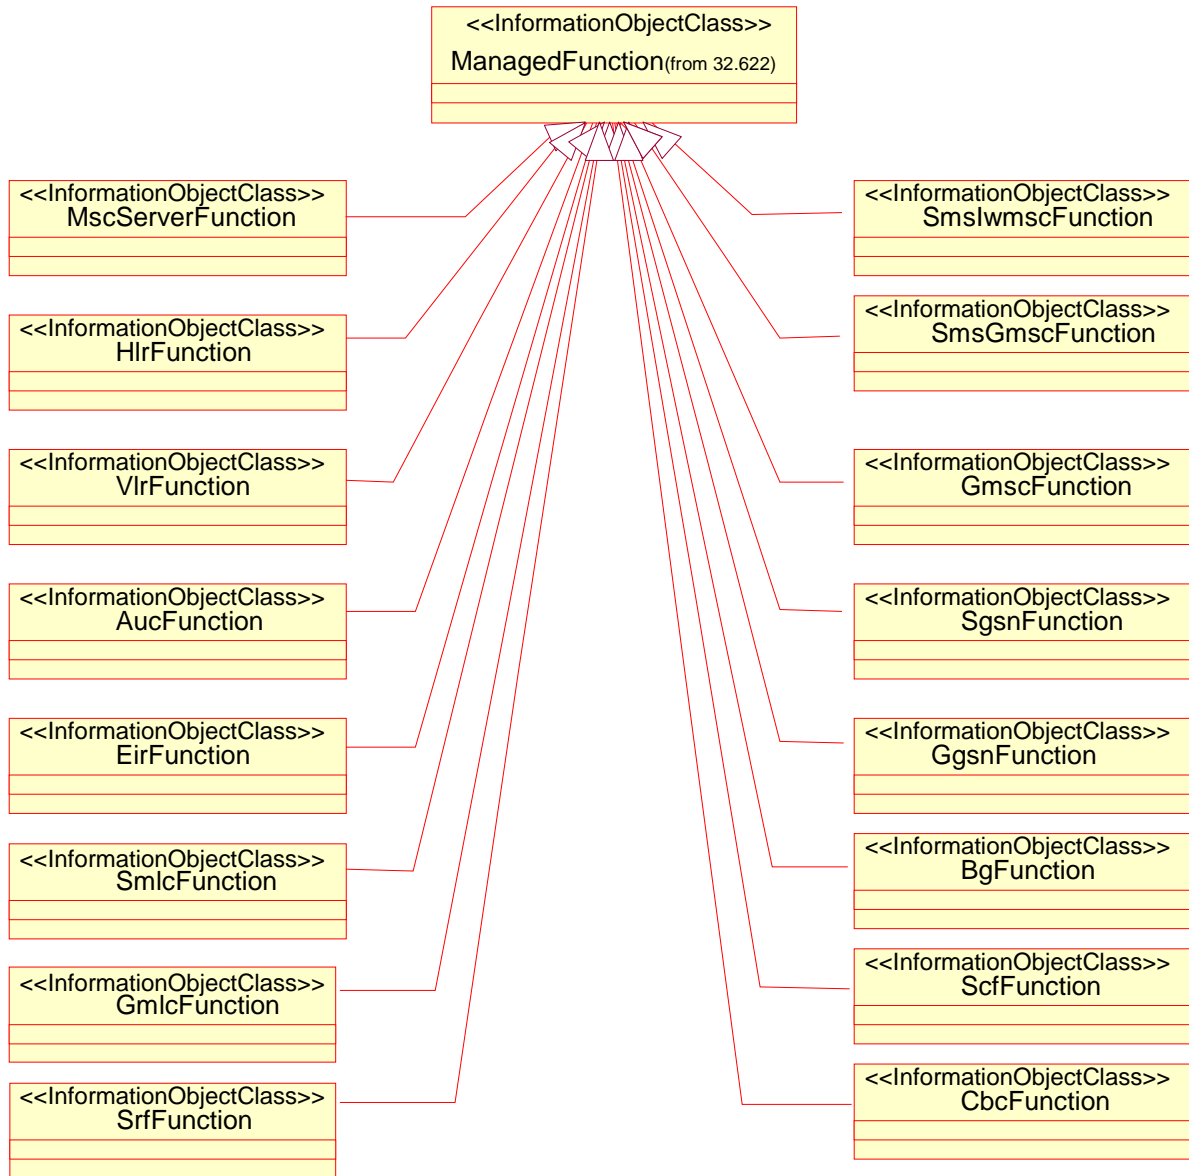 <<InformationObjectClass>>
ManagedFunction(from 32.622)
<<InformationObjectClass>>
MscServerFunction
<<InformationObjectClass>>
HlrFunction
<<InformationObjectClass>>
VlrFunction
<<InformationObjectClass>>
AucFunction
<<InformationObjectClass>>
EirFunction
<<InformationObjectClass>>
SmlcFunction
<<InformationObjectClass>>
GmlcFunction
<<InformationObjectClass>>
SrfFunction
<<InformationObjectClass>>
SmsIwmscFunction
<<InformationObjectClass>>
SmsGmscFunction
<<InformationObjectClass>>
GmscFunction
<<InformationObjectClass>>
SgsnFunction
<<InformationObjectClass>>
GgsnFunction
<<InformationObjectClass>>
BgFunction
<<InformationObjectClass>>
ScfFunction
<<InformationObjectClass>>
CbcFunction